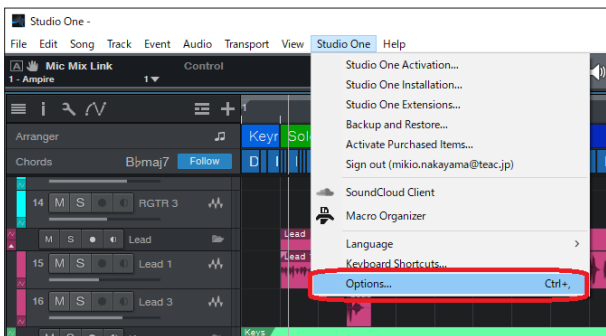 Studio One -
File Edit Song Track Event Audio Transport View Studio One Help
A Mic Mix Link Control
1 - Ampire 1
Studio One Activation...
Studio One Installation...
Studio One Extensions...
Backup and Restore...
Activate Purchased Items...
Sign out (mikio.nakayama@teac.jp)
SoundCloud Client
Macro Organizer
Language
Keyboard Shortcuts...
Options... Ctrl+,
1
Arranger
Chords B♭maj7 Follow
D
14 M S RGTR 3
M S Lead
15 M S Lead 1
16 M S Lead 3
Lead
Keys